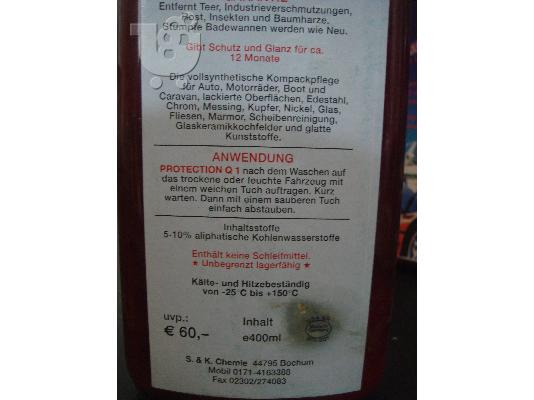 Entfernt Teer, Industrieverschmutzungen,
Rost, Insekten und Baumharze.
Stumpfe Badewannen werden wie Neu.
Gibt Schutz und Glanz für ca.
12 Monate
Die vollsynthetische Kompackpflege
für Auto, Motorräder, Boot und
Caravan, lackierte Oberflächen, Edestahl,
Chrom, Messing, Kupfer, Nickel, Glas,
Fliesen, Marmor, Scheibenreinigung,
Glaskeramikkochfelder und glatte
Kunststoffe.
ANWENDUNG
PROTECTION Q 1 nach dem Waschen auf
das trockene oder feuchte Fahrzeug mit
einem weichen Tuch auftragen. Kurz
warten. Dann mit einem sauberen Tuch
einfach abstauben.
Inhaltsstoffe
5-10% aliphatische Kohlenwasserstoffe
Enthält keine Schleifmittel.
★ Unbegrenzt lagerfähig ★
Kälte- und Hitzebeständig
von -25°C bis +150°C
uvp.:
€ 60,–
Inhalt
e400ml
S. & K. Chemie 44795 Bochum
Mobil 0171-4163388
Fax 02302/274083